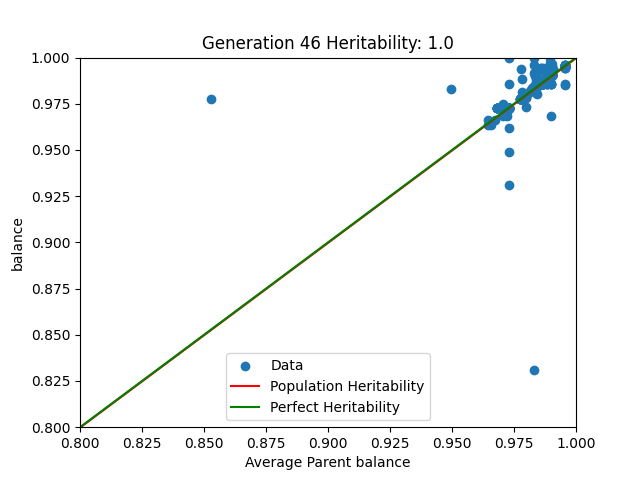 Generation 46 Heritability: 1.0
1.000
0.975
0.950
0.925
0.900
0.875
0.850
0.825
0.800
balance
Data
Population Heritability
Perfect Heritability
0.800 0.825 0.850 0.875 0.900 0.925 0.950 0.975 1.000
Average Parent balance